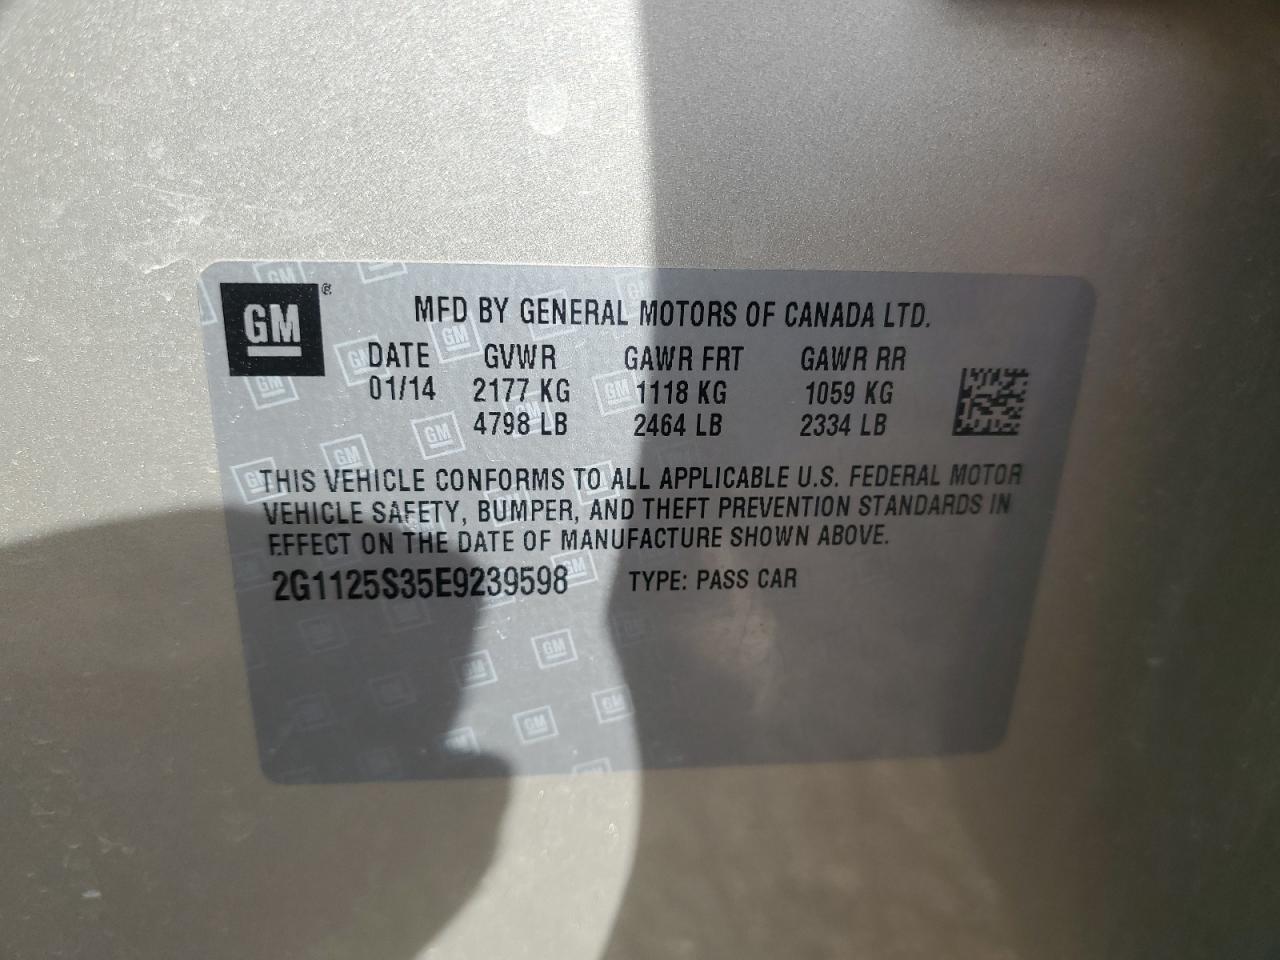 GM ®
MFD BY GENERAL MOTORS OF CANADA LTD.
DATE GVWR GAWR FRT GAWR RR
01/14 2177 KG 1118 KG 1059 KG
4798 LB 2464 LB 2334 LB
THIS VEHICLE CONFORMS TO ALL APPLICABLE U.S. FEDERAL MOTOR
VEHICLE SAFETY, BUMPER, AND THEFT PREVENTION STANDARDS IN
EFFECT ON THE DATE OF MANUFACTURE SHOWN ABOVE.
2G1125S35E9239598 TYPE: PASS CAR